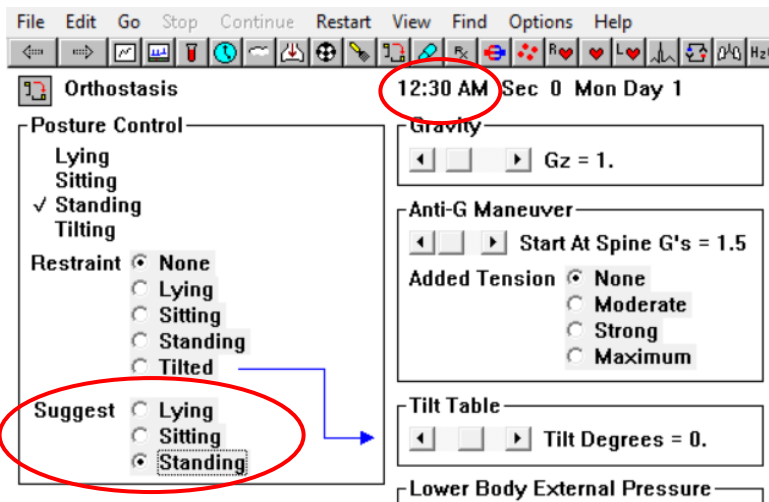 File Edit Go Stop Continue Restart View Find Options Help
Rx R L H2
Orthostasis
12:30 AM Sec 0 Mon Day 1
Posture Control
Lying
Sitting
√ Standing
Tilting
Restraint None
Lying
Sitting
Standing
Tilted
Suggest Lying
Sitting
Standing
Gravity
Gz = 1.
Anti-G Maneuver
Start At Spine G's = 1.5
Added Tension None
Moderate
Strong
Maximum
Tilt Table
Tilt Degrees = 0.
Lower Body External Pressure